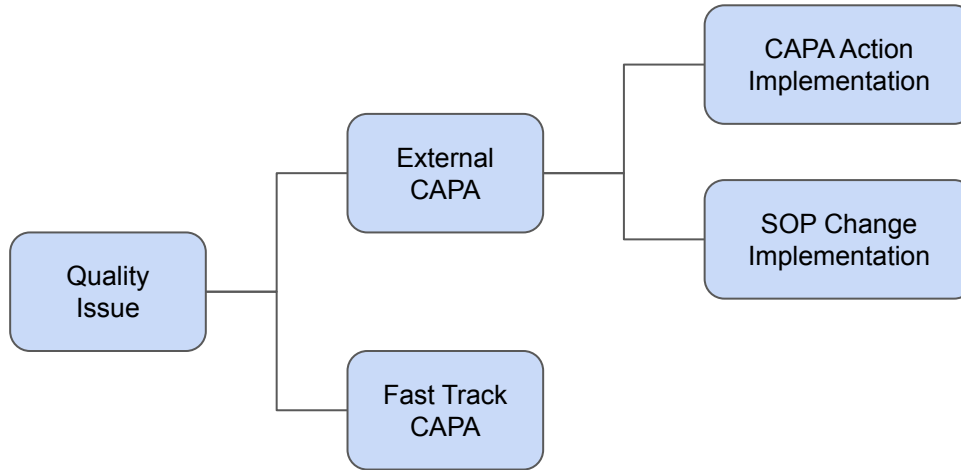 CAPA Action
Implementation
External
CAPA
SOP Change
Implementation
Quality
Issue
Fast Track
CAPA